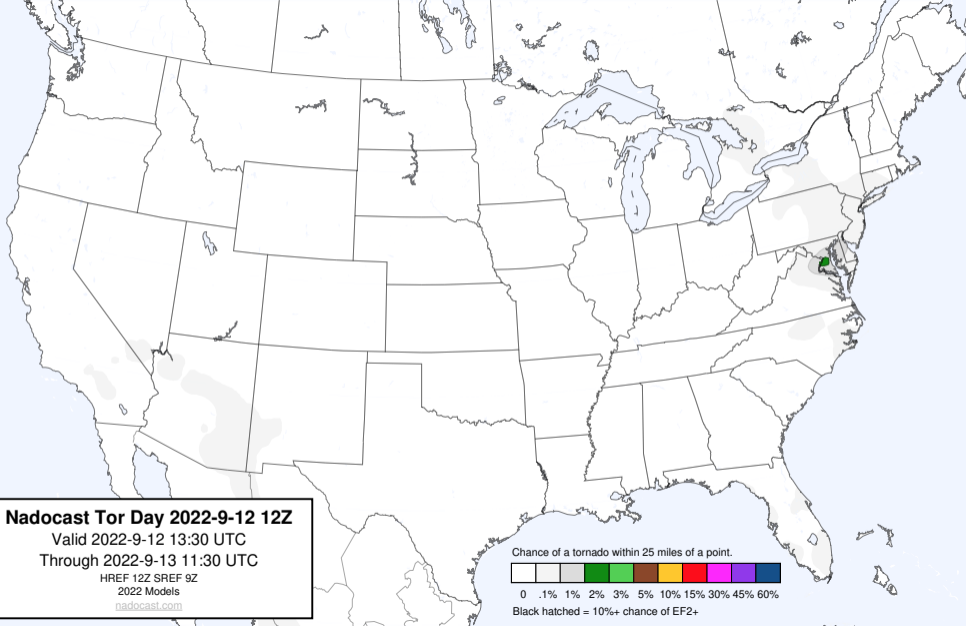 Nadocast Tor Day 2022-9-12 12Z
Valid 2022-9-12 13:30 UTC
Through 2022-9-13 11:30 UTC
HREF 12Z SREF 9Z
2022 Models
nadocast.com
Chance of a tornado within 25 miles of a point.
0 .1% 1% 2% 3% 5% 10% 15% 30% 45% 60%
Black hatched = 10%+ chance of EF2+